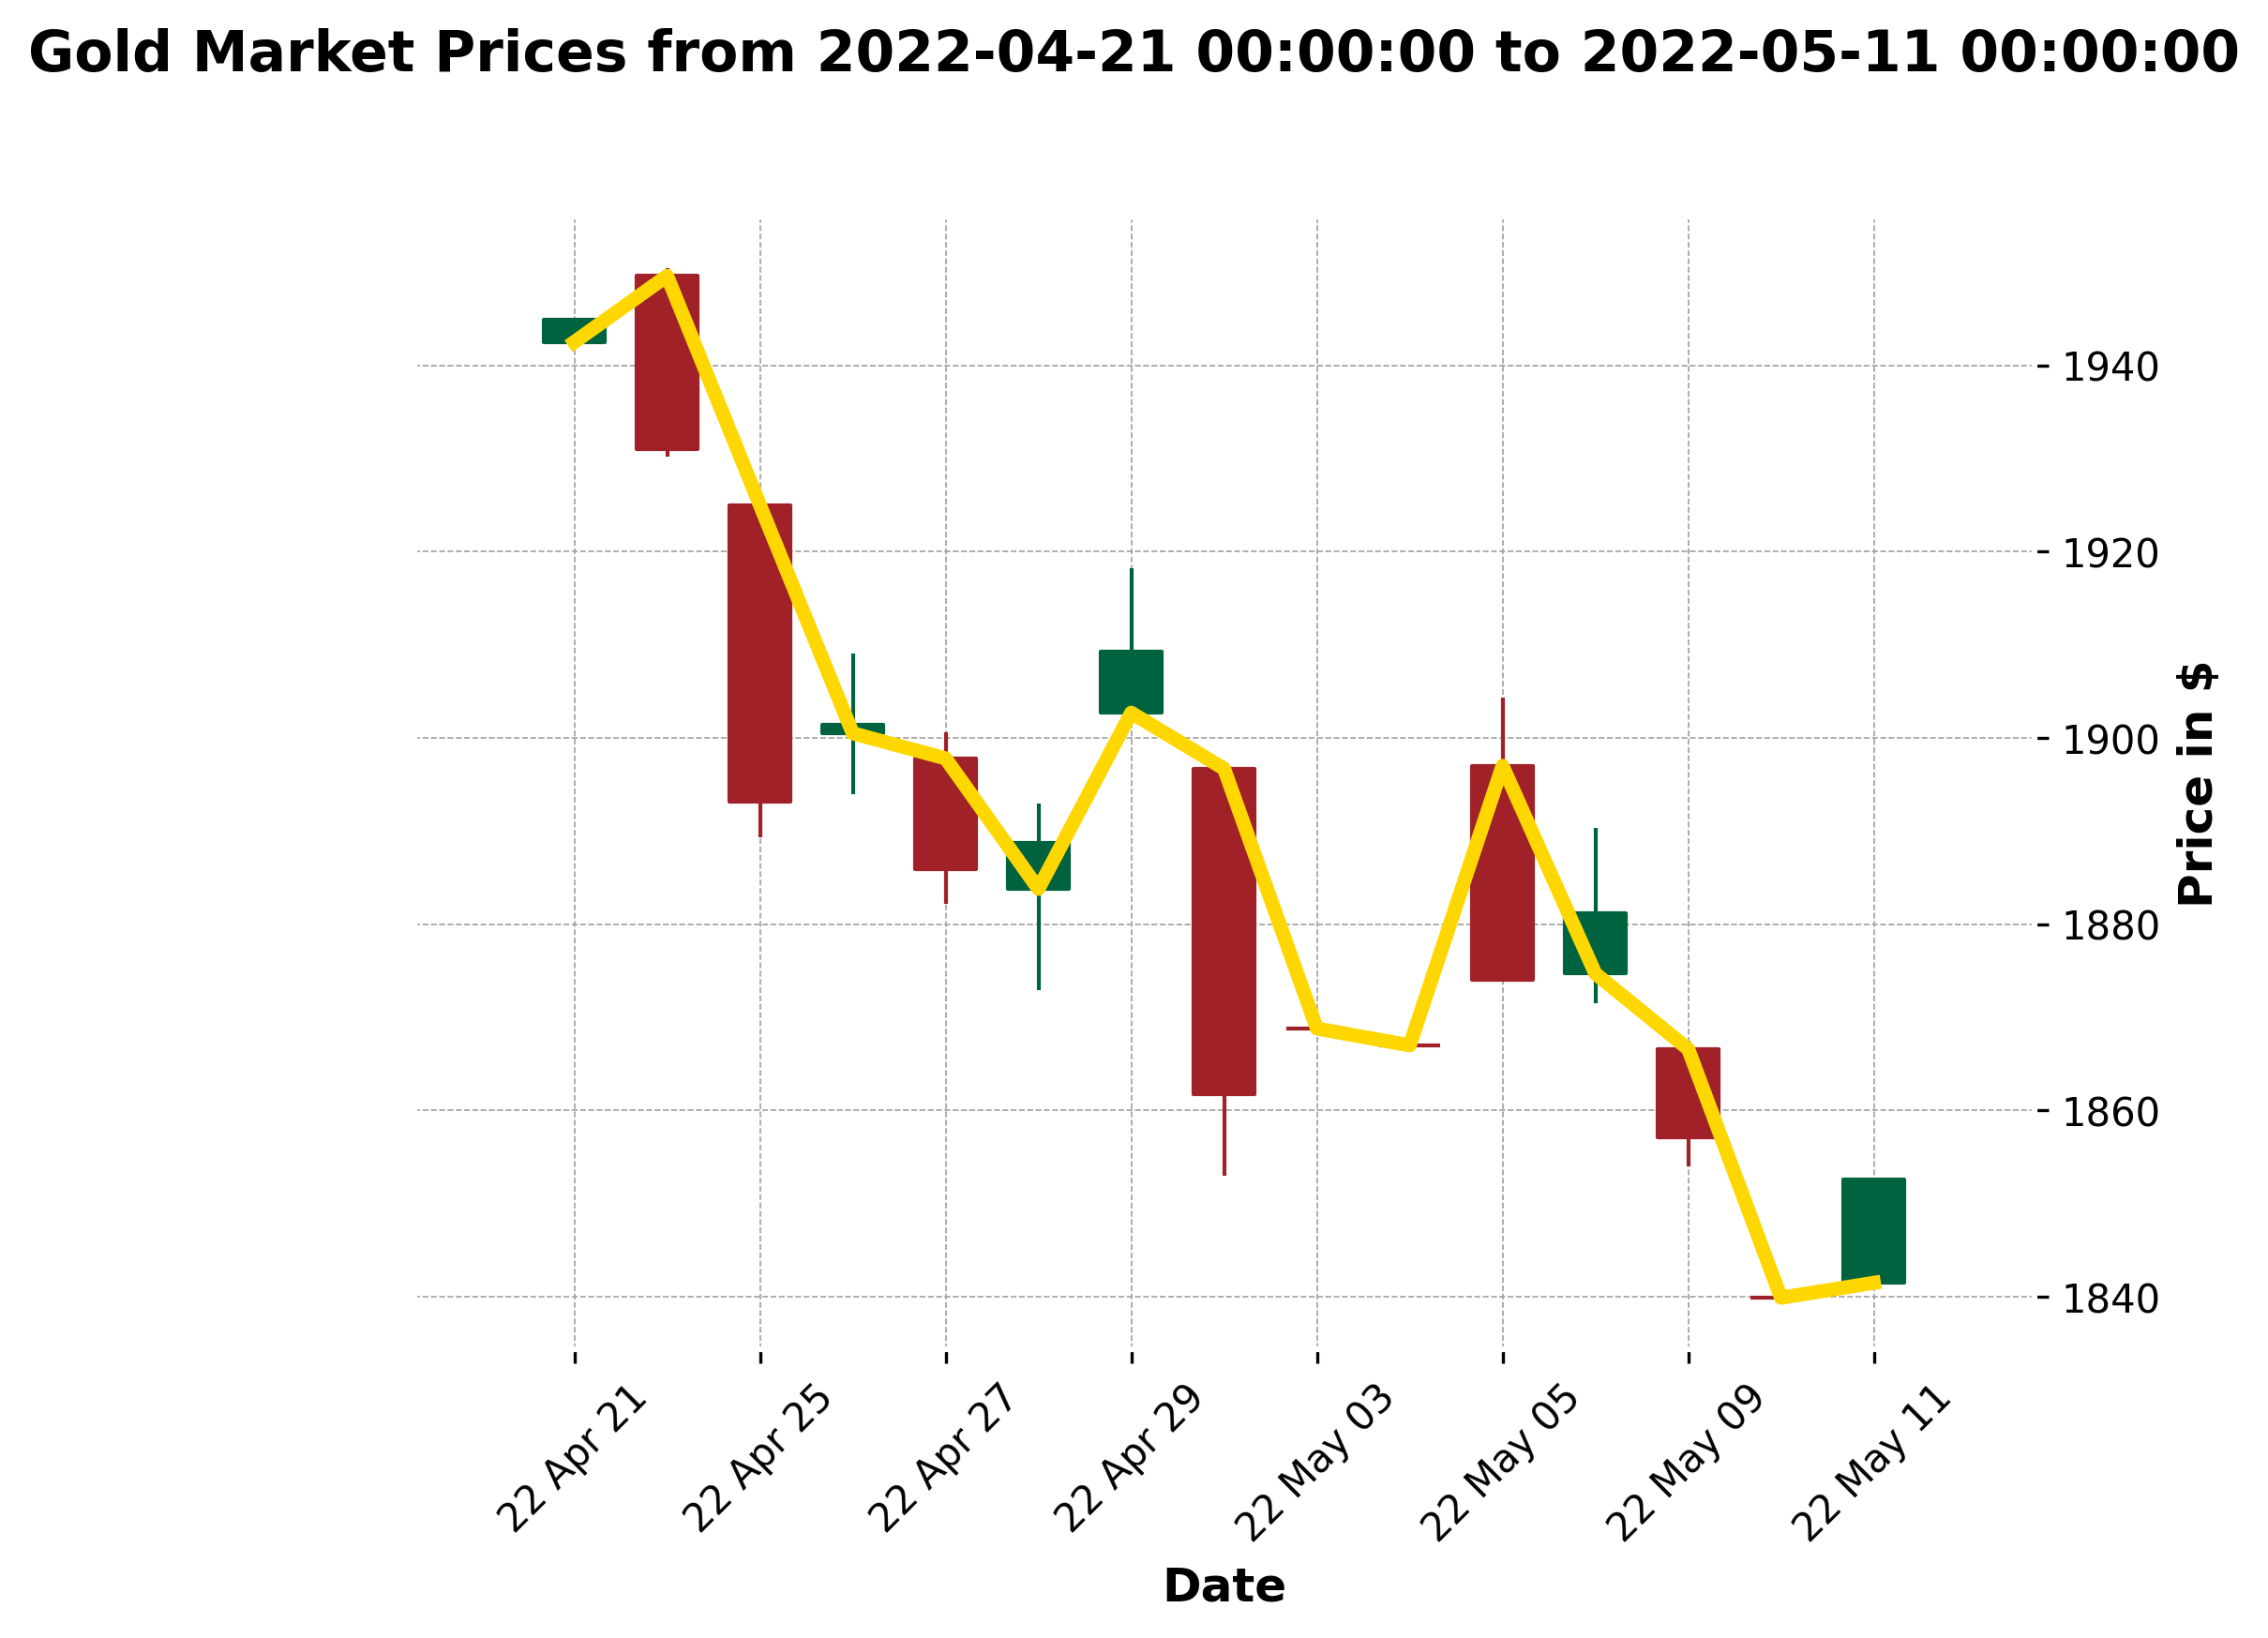 Gold Market Prices from 2022-04-21 00:00:00 to 2022-05-11 00:00:00
1940
1920
1900
1880
1860
1840
Price in $
22 Apr 21
22 Apr 25
22 Apr 27
22 Apr 29
22 May 03
22 May 05
22 May 09
22 May 11
Date